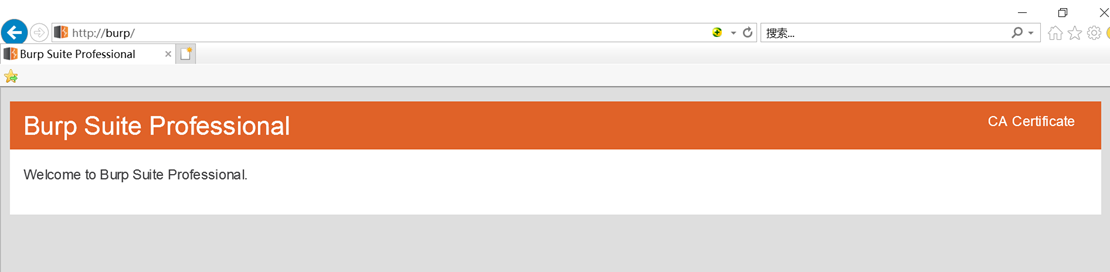 http://burp/
搜索...
Burp Suite Professional
Burp Suite Professional
CA Certificate
Welcome to Burp Suite Professional.